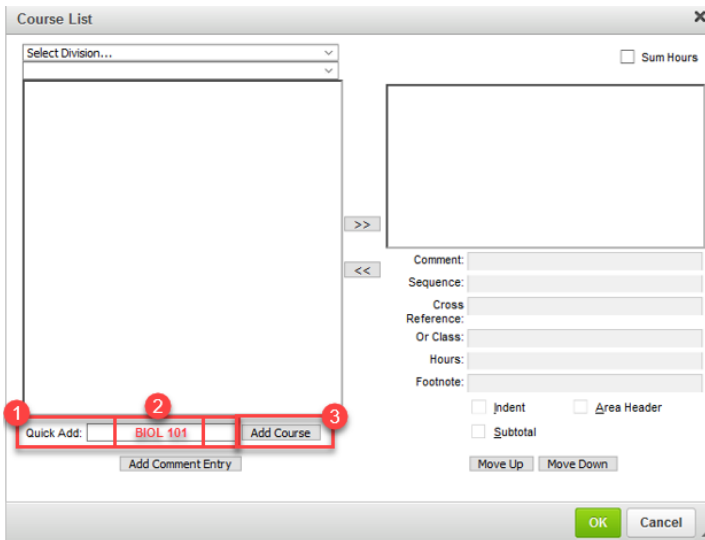 Course List
x
Select Division...
Sum Hours
>>
<<
Comment:
Sequence:
Cross
Reference:
Or Class:
Hours:
Footnote:
Indent
Area Header
Subtotal
1
2
3
Quick Add:
BIOL 101
Add Course
Add Comment Entry
Move Up
Move Down
OK
Cancel